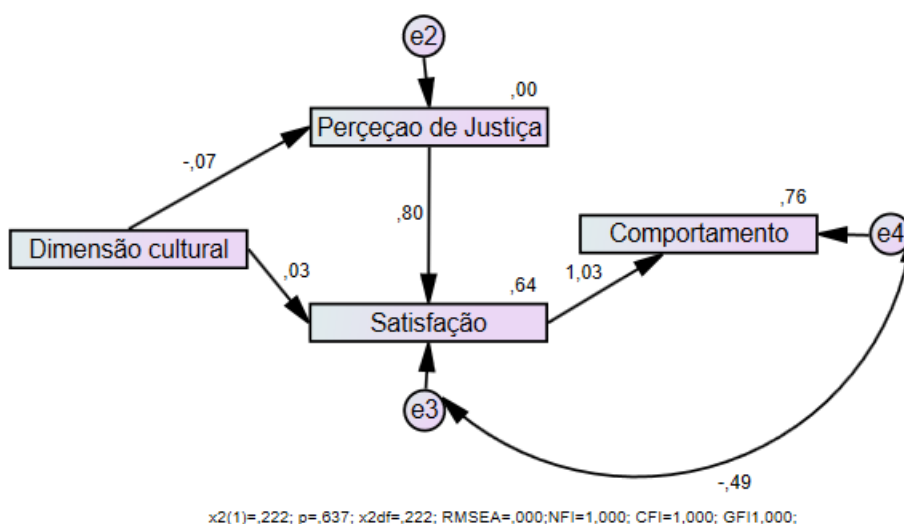 e2
,00
Perçeçao de Justiça
-,07
,80
,76
Dimensão cultural
Comportamento
e4
,03
1,03
,64
Satisfação
e3
-,49
x2(1)=,222; p=,637; x2df=,222; RMSEA=,000;NFI=1,000; CFI=1,000; GFI1,000;